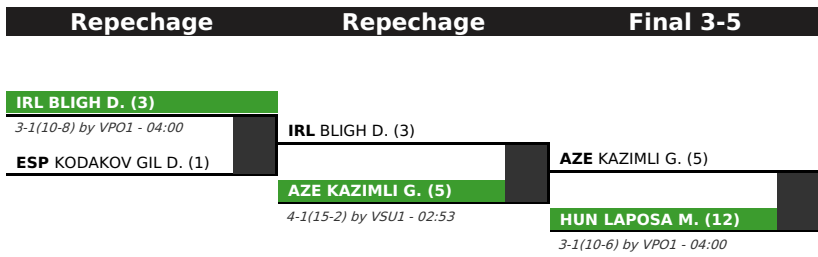 Repechage
Repechage
Final 3-5
IRL BLIGH D. (3)
3-1(10-8) by VPO1 - 04:00
ESP KODAKOV GIL D. (1)
IRL BLIGH D. (3)
AZE KAZIMLI G. (5)
4-1(15-2) by VSU1 - 02:53
AZE KAZIMLI G. (5)
HUN LAPOSA M. (12)
3-1(10-6) by VPO1 - 04:00